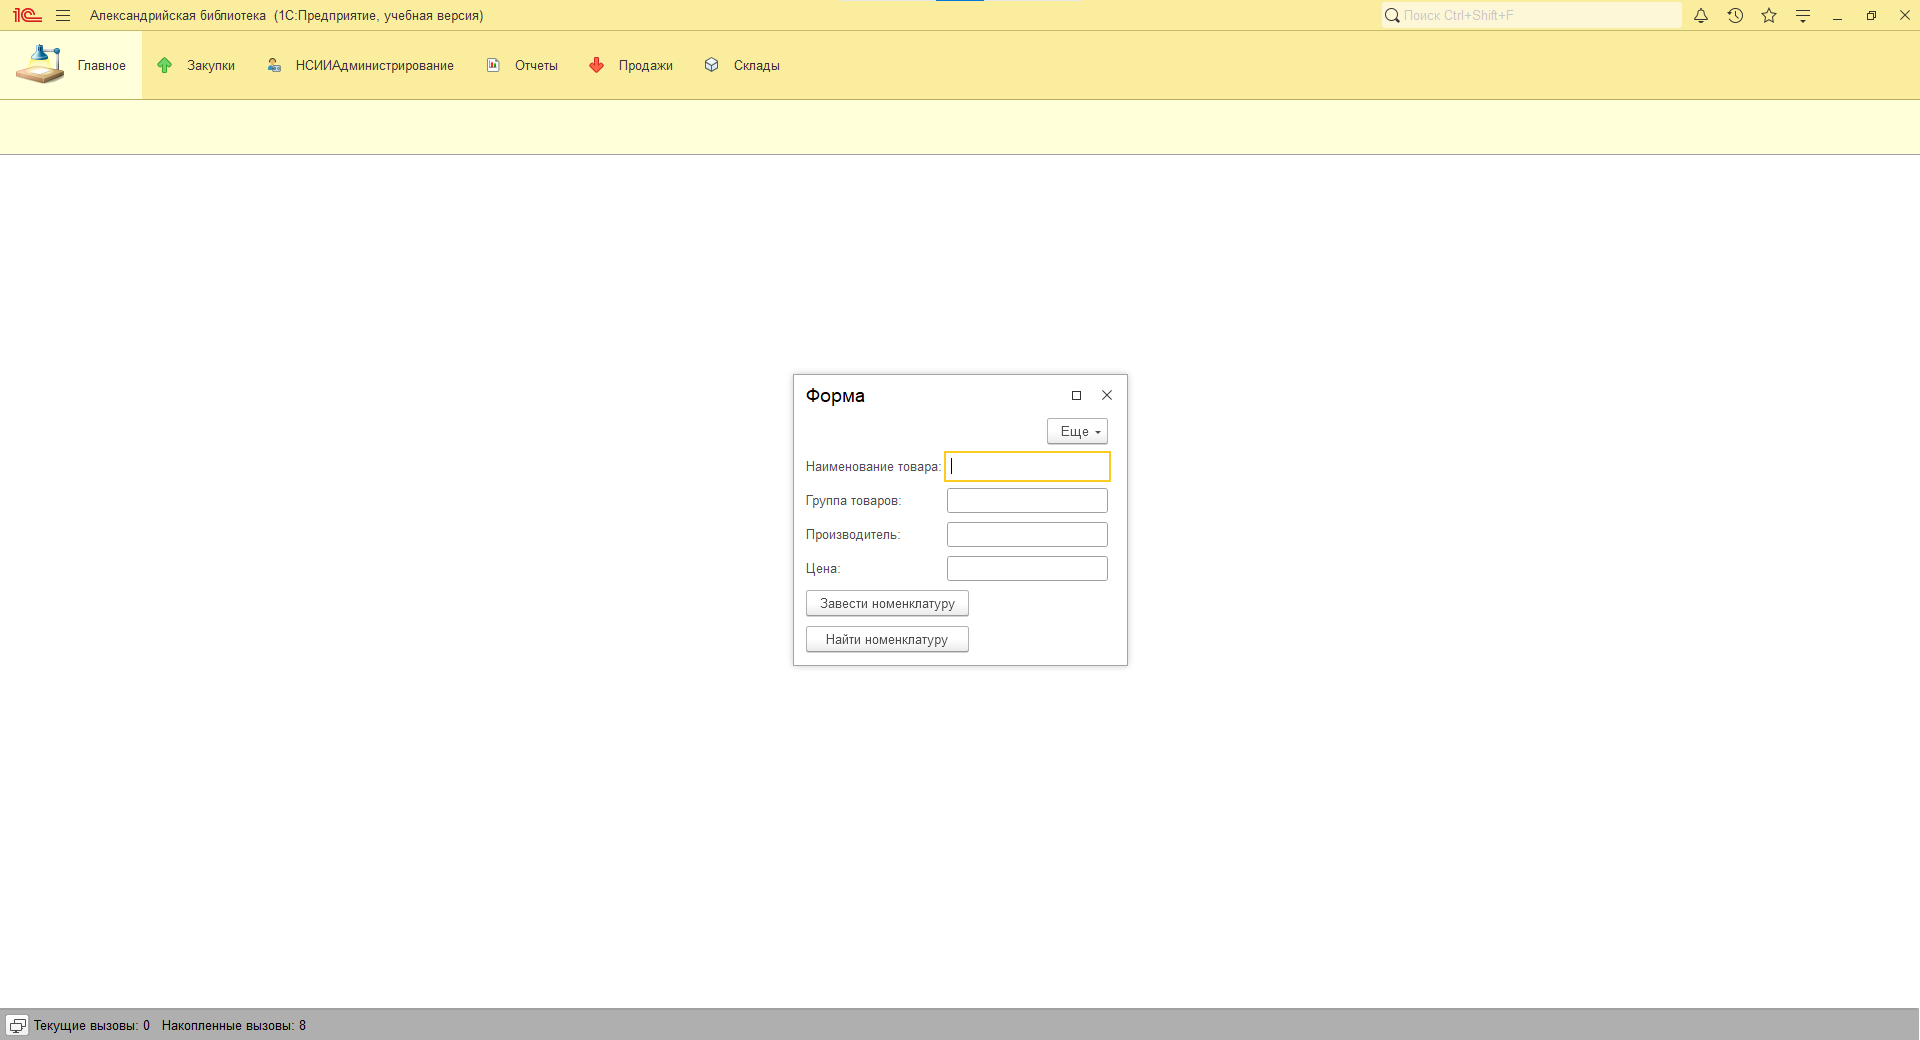 1С Александрийская библиотека (1С:Предприятие, учебная версия) Поиск Ctrl+Shift+F
Главное Закупки НСИИАдминистрирование Отчеты Продажи Склады
Форма
Еще
Наименование товара:
Группа товаров:
Производитель:
Цена:
Завести номенклатуру
Найти номенклатуру
Текущие вызовы: 0 Накопленные вызовы: 8